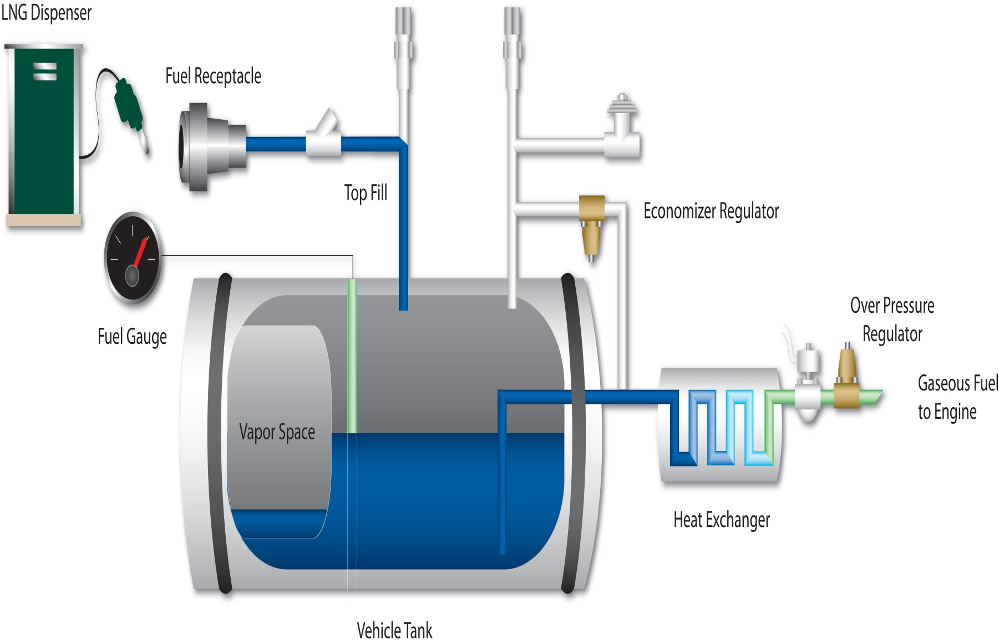 LNG Dispenser
Fuel Receptacle
Top Fill
Economizer Regulator
Fuel Gauge
Over Pressure
Regulator
Gaseous Fuel
to Engine
Vapor Space
Heat Exchanger
Vehicle Tank